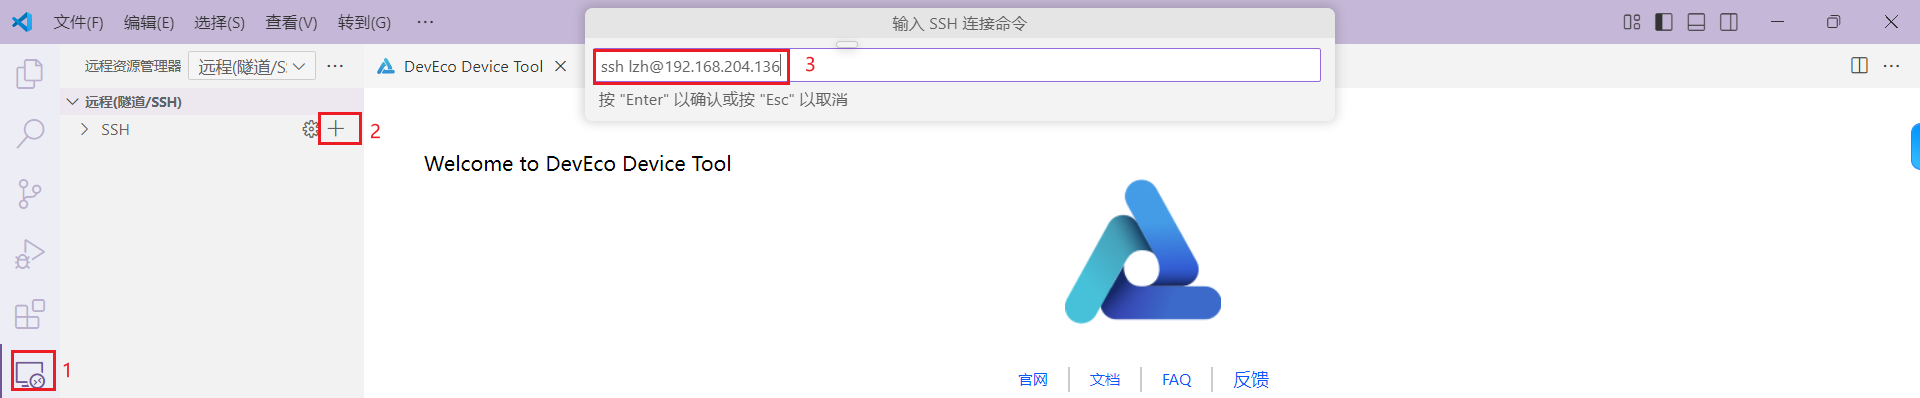 文件(F) 编辑(E) 选择(S) 查看(V) 转到(G) ···
输入 SSH 连接命令
远程资源管理器 远程(隧道/S ···
DevEco Device Tool
ssh lzh@192.168.204.136 3
按 "Enter" 以确认或按 "Esc" 以取消
远程(隧道/SSH)
SSH 2
Welcome to DevEco Device Tool
1
官网 文档 FAQ 反馈